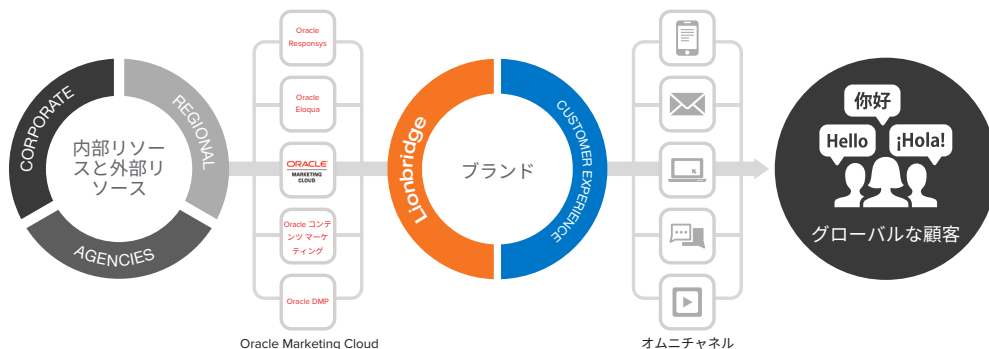 CORPORATE
REGIONAL
AGENCIES
内部リソー
スと外部リ
ソース
Oracle
Responsys
Oracle
Eloqua
ORACLE
MARKETING
CLOUD
Oracle コンテ
ンツ マーケ
ティング
Oracle DMP
Oracle Marketing Cloud
Lionbridge
ブランド
CUSTOMER EXPERIENCE
オムニチャネル
你好
Hello
¡Hola!
グローバルな顧客